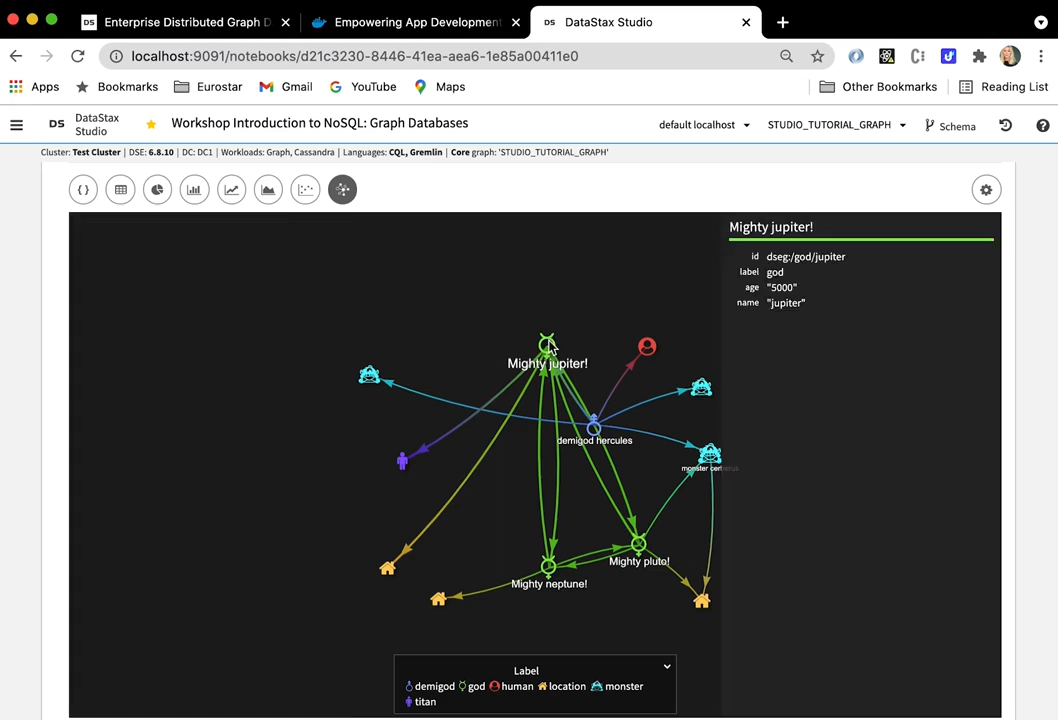 Enterprise Distributed Graph D
Empowering App Development
DS DataStax Studio
localhost:9091/notebooks/d21c3230-8446-41ea-aea6-1e85a00411e0
Apps
Bookmarks
Eurostar
Gmail
YouTube
Maps
Other Bookmarks
Reading List
DS DataStax Studio
Workshop Introduction to NoSQL: Graph Databases
default localhost
STUDIO_TUTORIAL_GRAPH
Schema
Cluster: Test Cluster | DSE: 6.8.10 | DC: DC1 | Workloads: Graph, Cassandra | Languages: CQL, Gremlin | Core graph: 'STUDIO_TUTORIAL_GRAPH'
Mighty jupiter!
id dseg:/god/jupiter
label god
age "5000"
name "jupiter"
Mighty jupiter!
demigod hercules
monster
Mighty pluto!
Mighty neptune!
Label
demigod god human location monster
titan